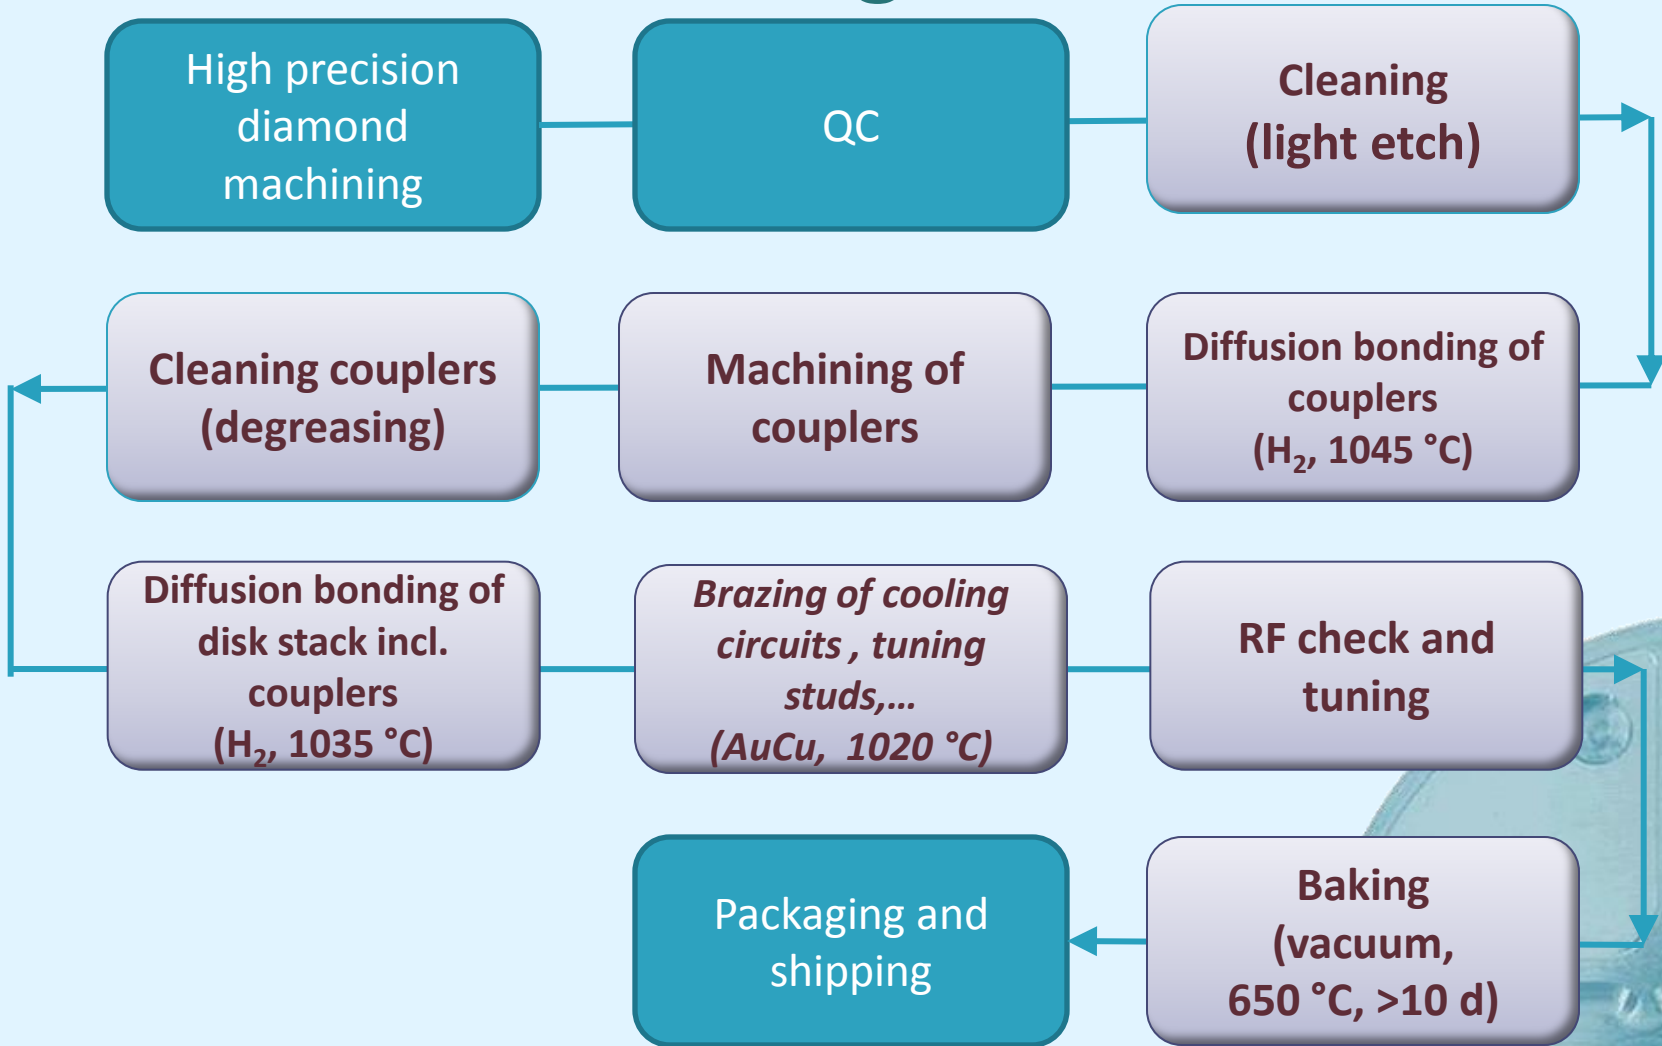 High precision
diamond
machining
QC
Cleaning
(light etch)
Cleaning couplers
(degreasing)
Machining of
couplers
Diffusion bonding of
couplers
(H₂, 1045 °C)
Diffusion bonding of
disk stack incl.
couplers
(H₂, 1035 °C)
Brazing of cooling
circuits , tuning
studs,...
(AuCu,  1020 °C)
RF check and
tuning
Packaging and
shipping
Baking
(vacuum,
650 °C, >10 d)